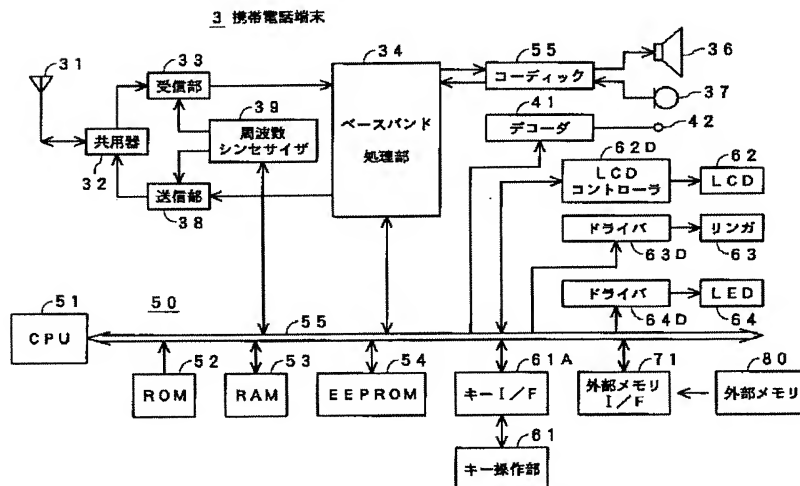 3 携帯電話端末
31
33
受信部
39
周波数
シンセサイザ
共用器
32
送信部
38
34
ベースバンド
処理部
55
コーディック
36
37
41
デコーダ
42
62D
LCD
コントローラ
62
LCD
ドライバ
63D
リンガ
63
ドライバ
64D
LED
64
51
CPU
50
55
ROM
52
RAM
53
EEPROM
54
61A
キーI/F
61
キー操作部
71
外部メモリ
I/F
80
外部メモリ